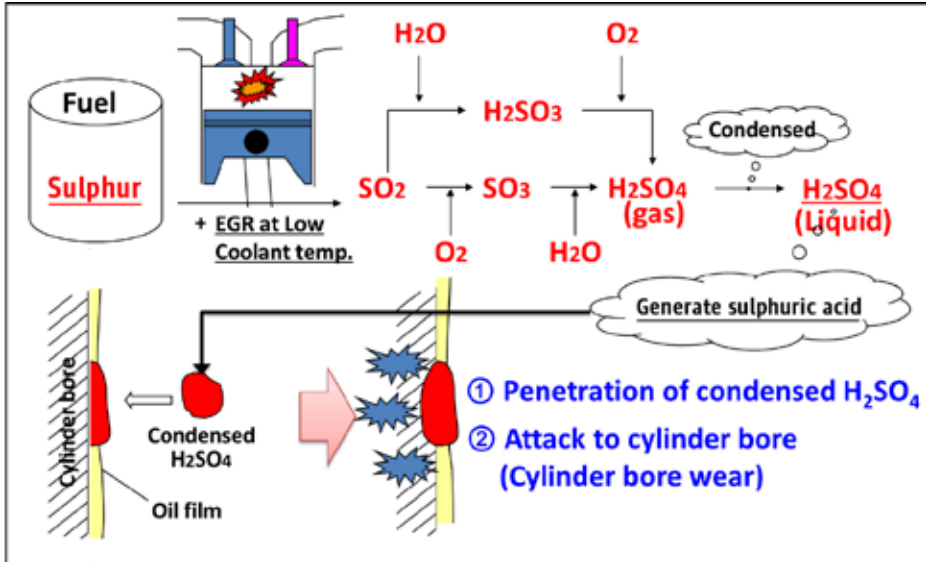 Fuel
Sulphur
+ EGR at Low
Coolant temp.
H2O
O2
H2SO3
SO2
SO3
H2SO4
(gas)
O2
H2O
Condensed
H2SO4
(Liquid)
Generate sulphuric acid
Cylinder bore
Condensed
H2SO4
Oil film
① Penetration of condensed H2SO4
② Attack to cylinder bore
(Cylinder bore wear)